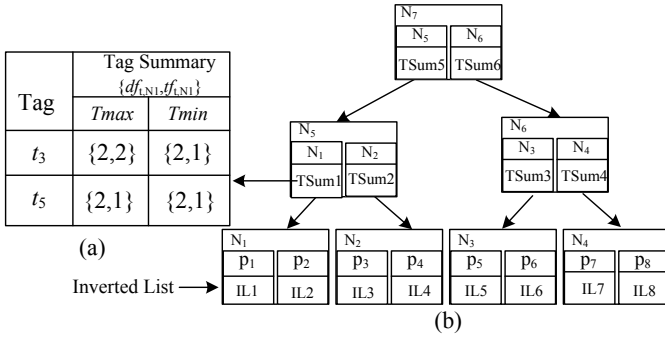 Tag
Tag Summary
{df_t,N1, tf_t,N1}
Tmax Tmin
t3 {2,2} {2,1}
t5 {2,1} {2,1}
(a)
N7
N5 N6
TSum5 TSum6
N5
N1 N2
TSum1 TSum2
N6
N3 N4
TSum3 TSum4
N1
p1 p2
IL1 IL2
N2
p3 p4
IL3 IL4
N3
p5 p6
IL5 IL6
N4
p7 p8
IL7 IL8
Inverted List
(b)